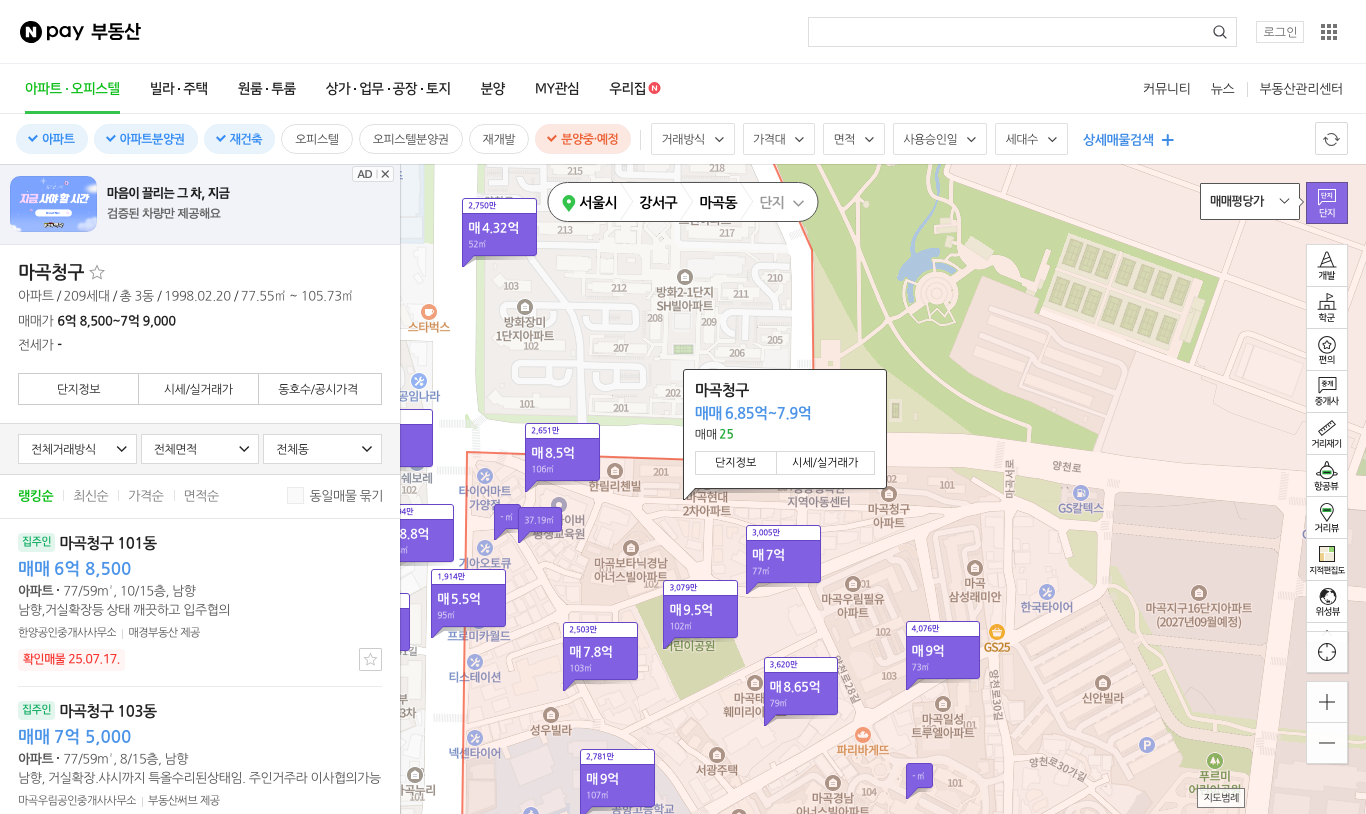 N pay 부동산
로그인
아파트·오피스텔
빌라·주택
원룸·투룸
상가·업무·공장·토지
분양
MY관심
우리집 N
커뮤니티
뉴스
부동산관리센터
아파트
아파트분양권
재건축
오피스텔
오피스텔분양권
재개발
분양중·예정
거래방식
가격대
면적
사용승인일
세대수
상세매물검색
지금 사야 할 시간
마음이 끌리는 그 차, 지금
검증된 차량만 제공해요
AD
마곡청구
아파트 / 209세대 / 총 3동 / 1998.02.20 / 77.55㎡ ~ 105.73㎡
매매가 6억 8,500~7억 9,000
전세가 -
단지정보
시세/실거래가
동호수/공시가격
전체거래방식
전체면적
전체동
랭킹순
최신순
가격순
면적순
동일매물 묶기
집주인 마곡청구 101동
매매 6억 8,500
아파트 · 77/59m², 10/15층, 남향
남향,거실확장등 상태 깨끗하고 입주협의
한양공인중개사사무소 | 매경부동산 제공
확인매물 25.07.17.
집주인 마곡청구 103동
매매 7억 5,000
아파트 · 77/59m², 8/15층, 남향
남향, 거실확장.샤시까지 특올수리된상태임. 주인거주라 이사협의가능
마곡우림공인중개사사무소 | 부동산써브 제공
서울시
강서구
마곡동
단지
매매평당가
단지
단지
개발
학군
편의
중개
중개사
거리재기
항공뷰
거리뷰
지적편집도
위성뷰
지도범례
2,750만
매4.32억
52㎡
213
211
103
212
210
방화2-1단지
SH빌아파트
211
방화장미
1단지아파트
208
209
102
207
206
205
101
201
202
스타벅스
마곡청구
매매 6.85억~7.9억
매매 25
단지정보
시세/실거래가
2,651만
매8.5억
106㎡
한림리첸빌
201
마곡현대
2차아파트
지역아동센터
마곡청구
아파트
101
양천로
마곡서로
GS칼텍스
102
타이어마트
가양점
- ㎡
37.19㎡
평생교육원
8.8억
기아오토큐
마곡보타닉경남
아너스빌아파트
3,005만
매7억
77㎡
1,914만
매5.5억
95㎡
프로미카월드
3,079만
매9.5억
102㎡
마곡우림필유
아파트
마곡
삼성래미안
한국타이어
마곡지구16단지아파트
(2027년09월예정)
102
2,503만
매7.8억
103㎡
4,076만
매9억
73㎡
GS25
티스테이션
3,620만
매8.65억
79㎡
103
양천로30길
신안빌라
성우빌라
마곡일성
트루엘아파트
넥센타이어
파리바게뜨
서광주택
2,781만
매9억
107㎡
- ㎡
101
P
양천로30가길
푸르미
마곡경남
아너스빌아파트
101